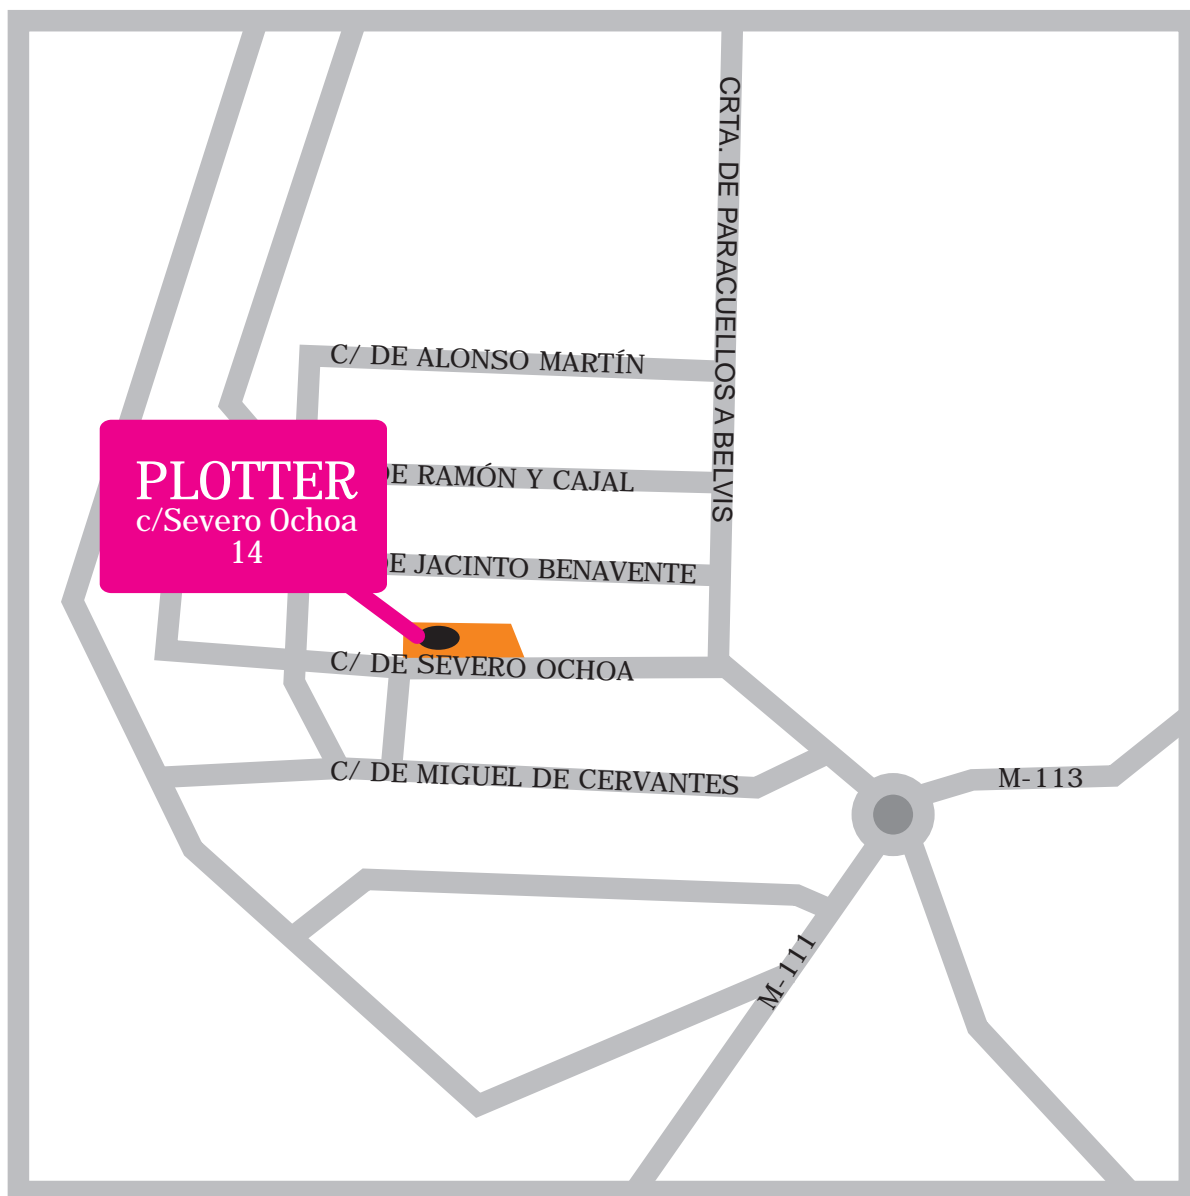 CRTA. DE PARACUELLOS A BELVIS
C/ DE ALONSO MARTÍN
DE RAMÓN Y CAJAL
DE JACINTO BENAVENTE
PLOTTER
c/Severo Ochoa
14
C/ DE SEVERO OCHOA
C/ DE MIGUEL DE CERVANTES
M-113
M-111